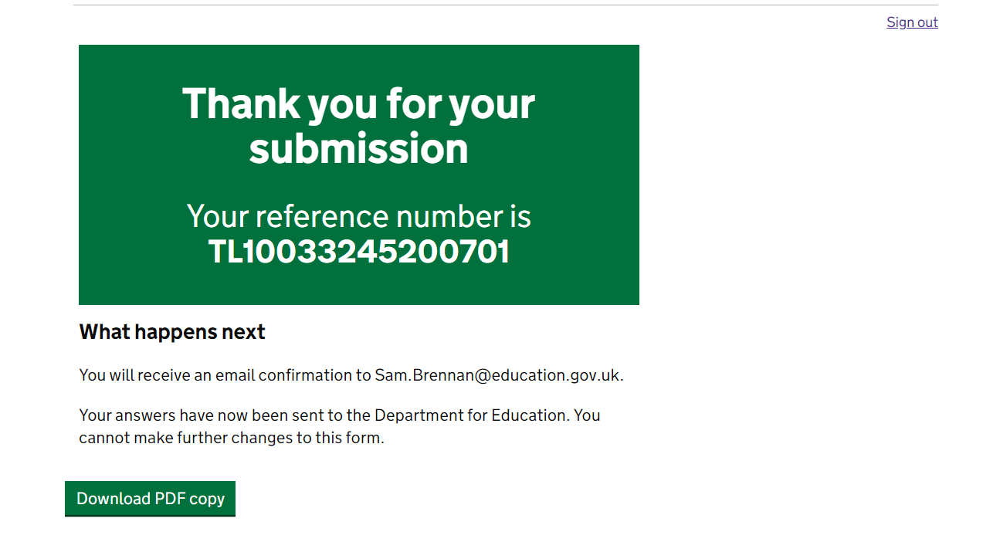 Sign out
Thank you for your
submission
Your reference number is
TL10033245200701
What happens next
You will receive an email confirmation to Sam.Brennan@education.gov.uk.
Your answers have now been sent to the Department for Education. You
cannot make further changes to this form.
Download PDF copy